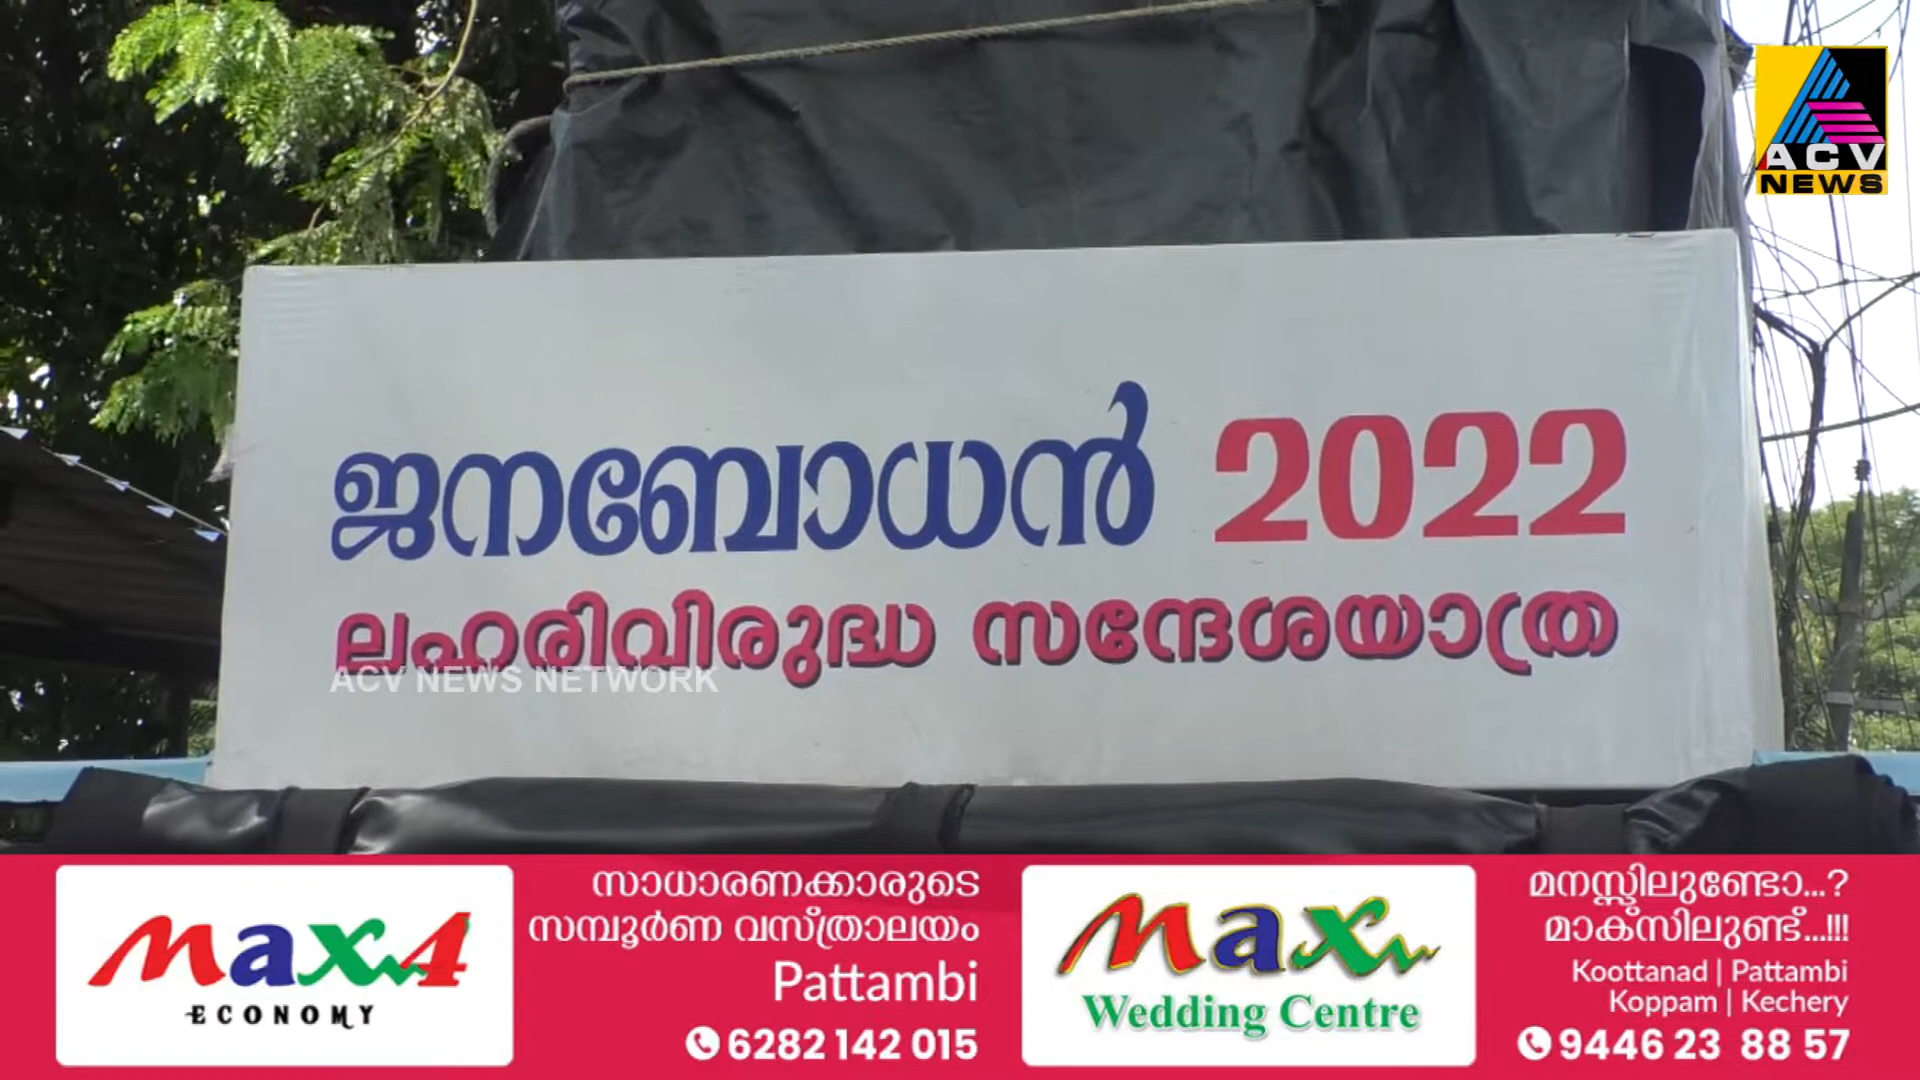 ACV
NEWS
ജനബോധൻ 2022
ലഹരിവിരുദ്ധ സന്ദേശയാത്ര
ACV NEWS NETWORK
max4
ECONOMY
സാധാരണക്കാരുടെ
സമ്പൂർണ വസ്ത്രാലയം
Pattambi
6282 142 015
max
Wedding Centre
മനസ്സിലുണ്ടോ...?
മാക്സിലുണ്ട്...!!!
Koottanad | Pattambi
Koppam | Kechery
9446 23 88 57